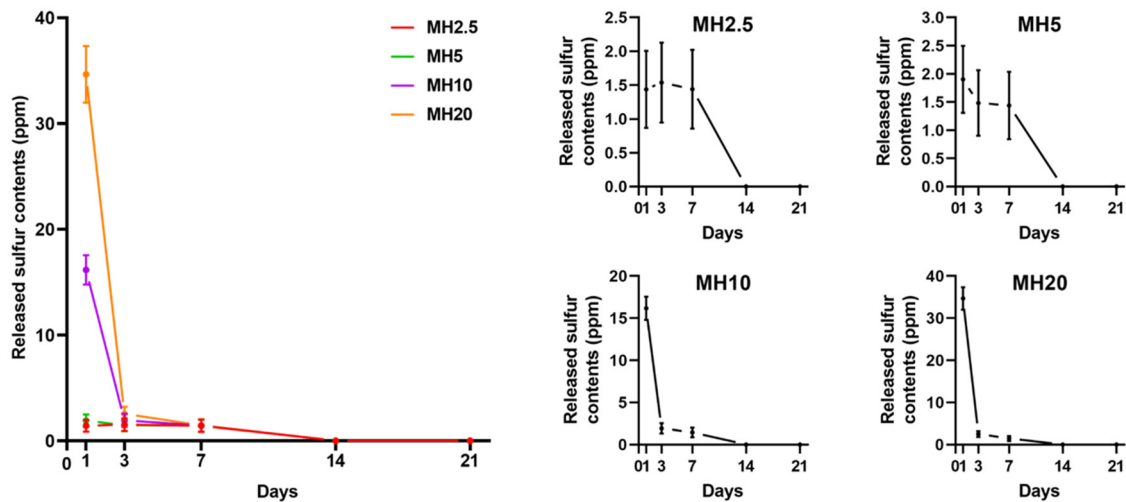 Released sulfur contents (ppm)
40
30
20
10
0
0 1 3 7 14 21
Days
MH2.5
MH5
MH10
MH20
MH2.5
Released sulfur
contents (ppm)
2.5
2.0
1.5
1.0
0.5
0.0
01 3 7 14 21
Days
MH5
Released sulfur
contents (ppm)
3.0
2.5
2.0
1.5
1.0
0.5
0.0
01 3 7 14 21
Days
MH10
Released sulfur
contents (ppm)
20
15
10
5
0
01 3 7 14 21
Days
MH20
Released sulfur
contents (ppm)
40
30
20
10
0
01 3 7 14 21
Days